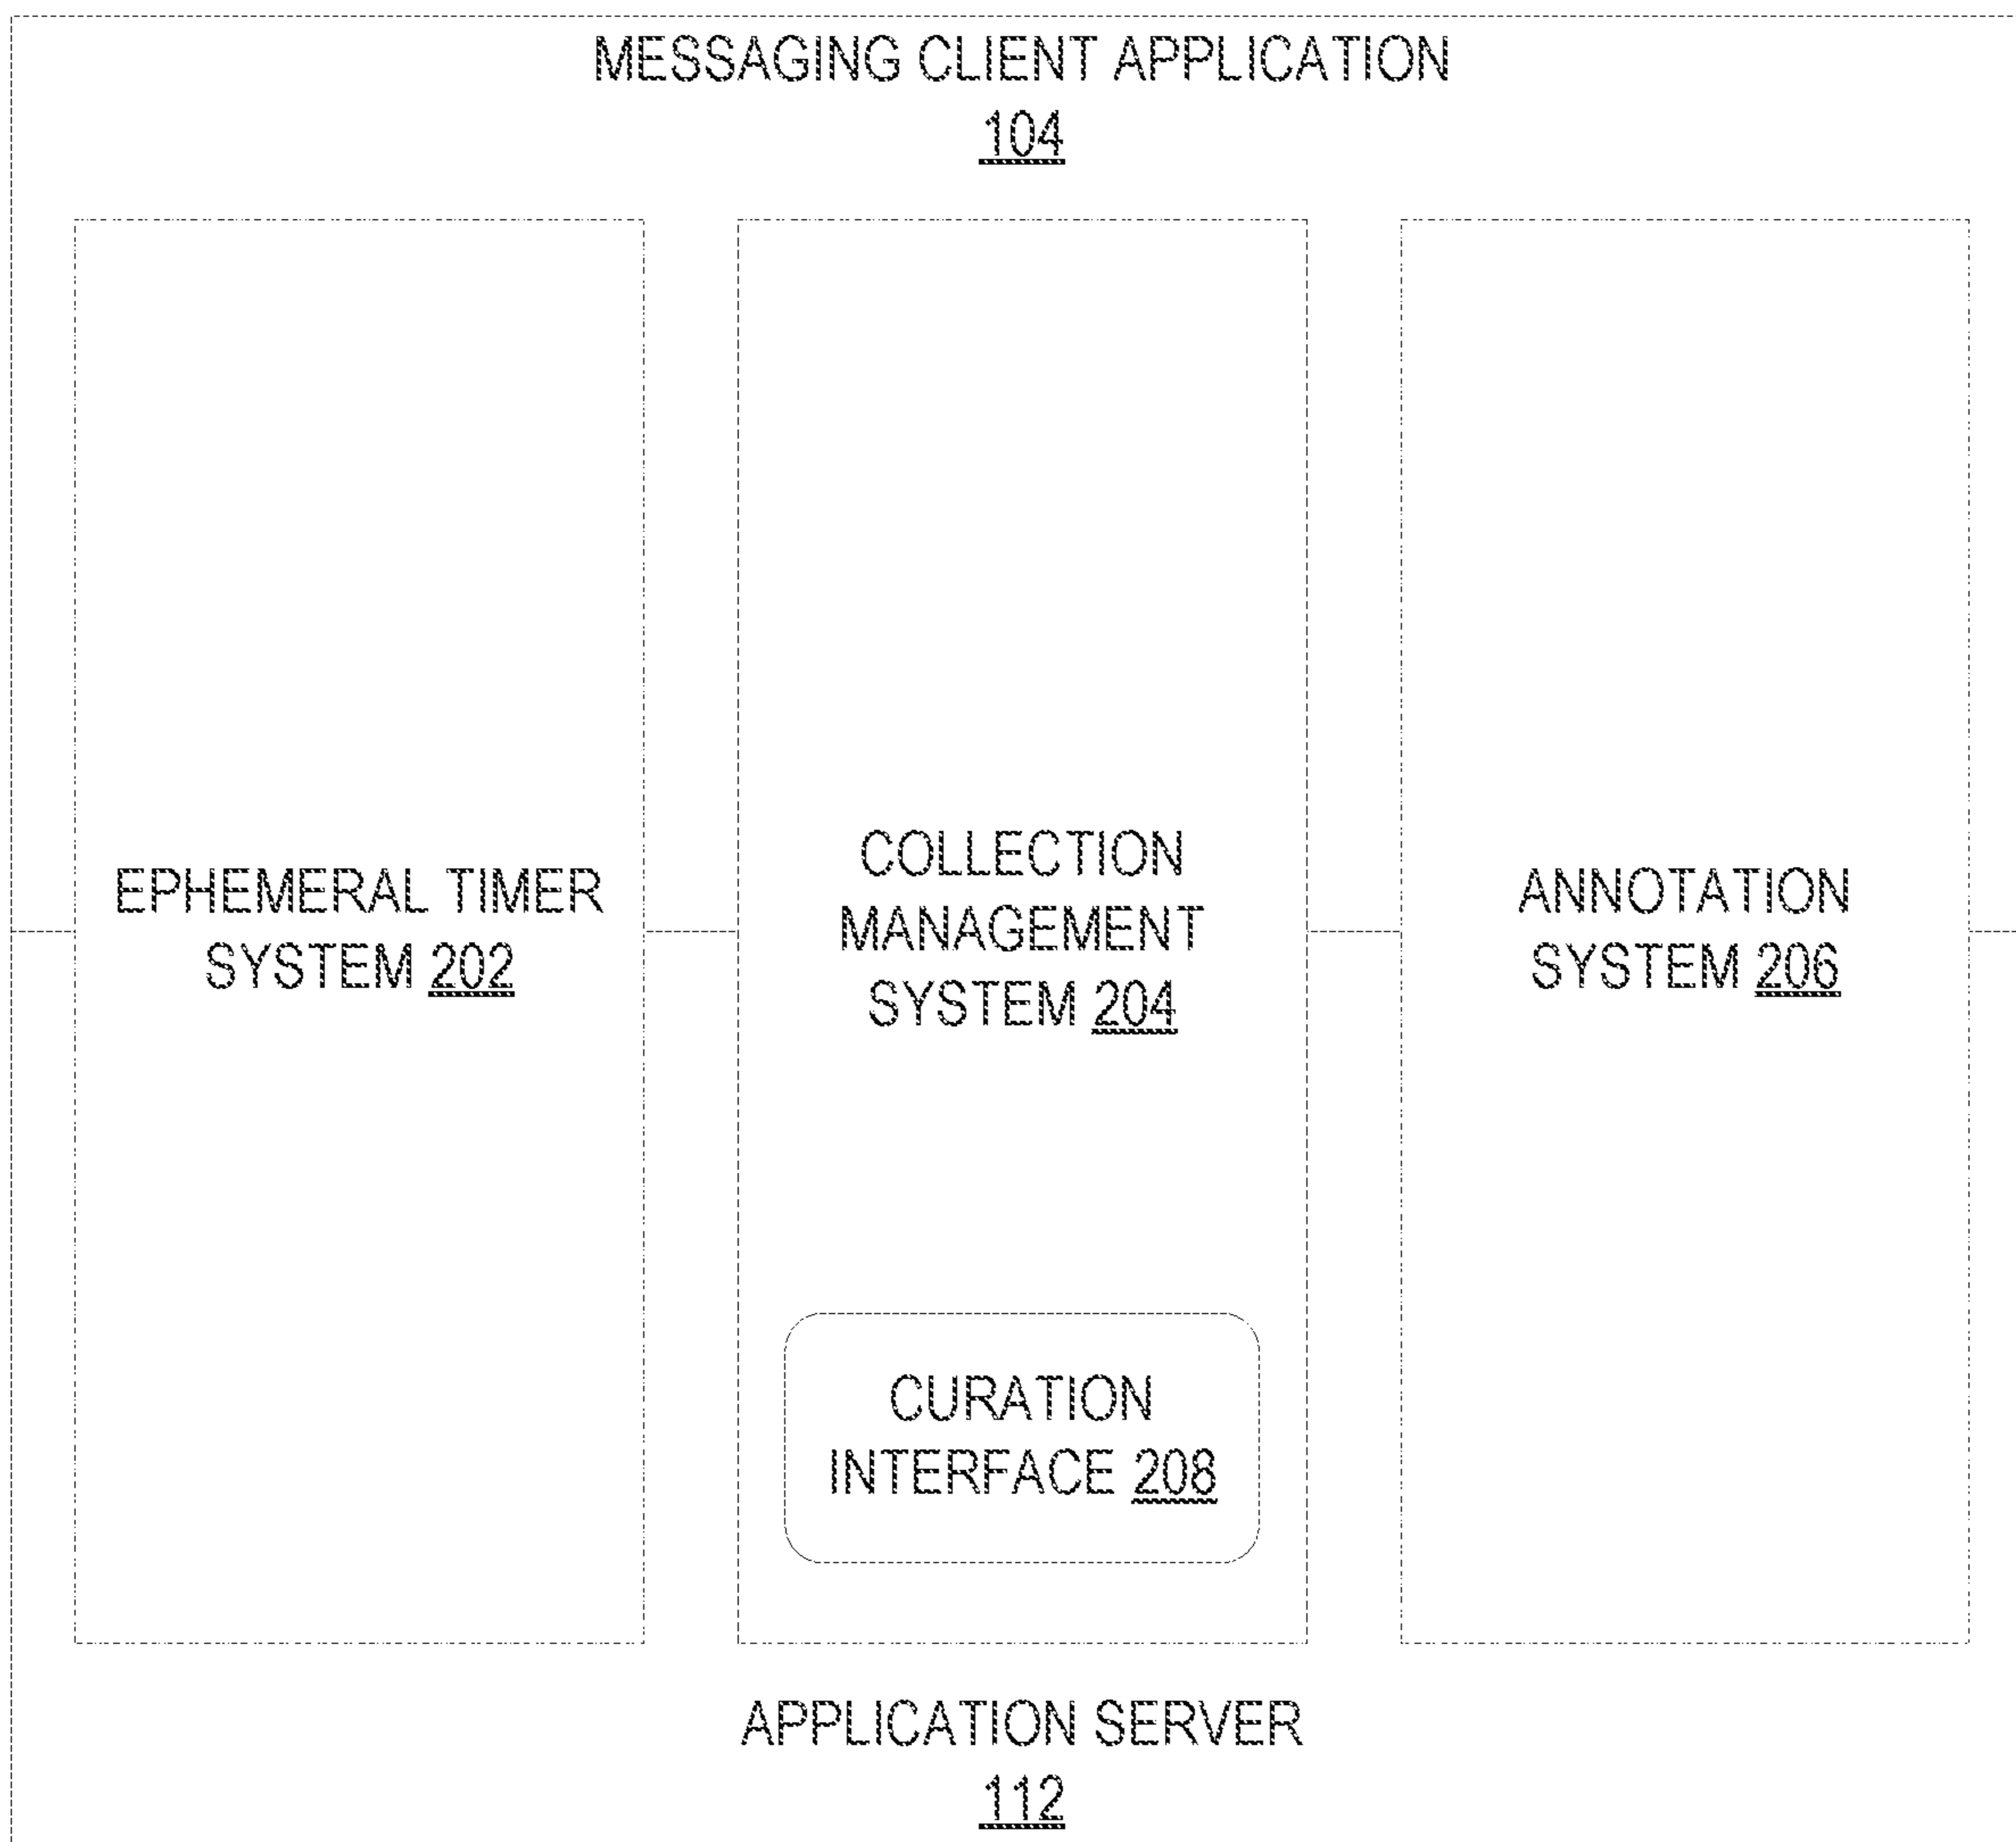 MESSAGING CLIENT APPLICATION
104
EPHEMERAL TIMER
SYSTEM 202
COLLECTION
MANAGEMENT
SYSTEM 204
ANNOTATION
SYSTEM 206
CURATION
INTERFACE 208
APPLICATION SERVER
112